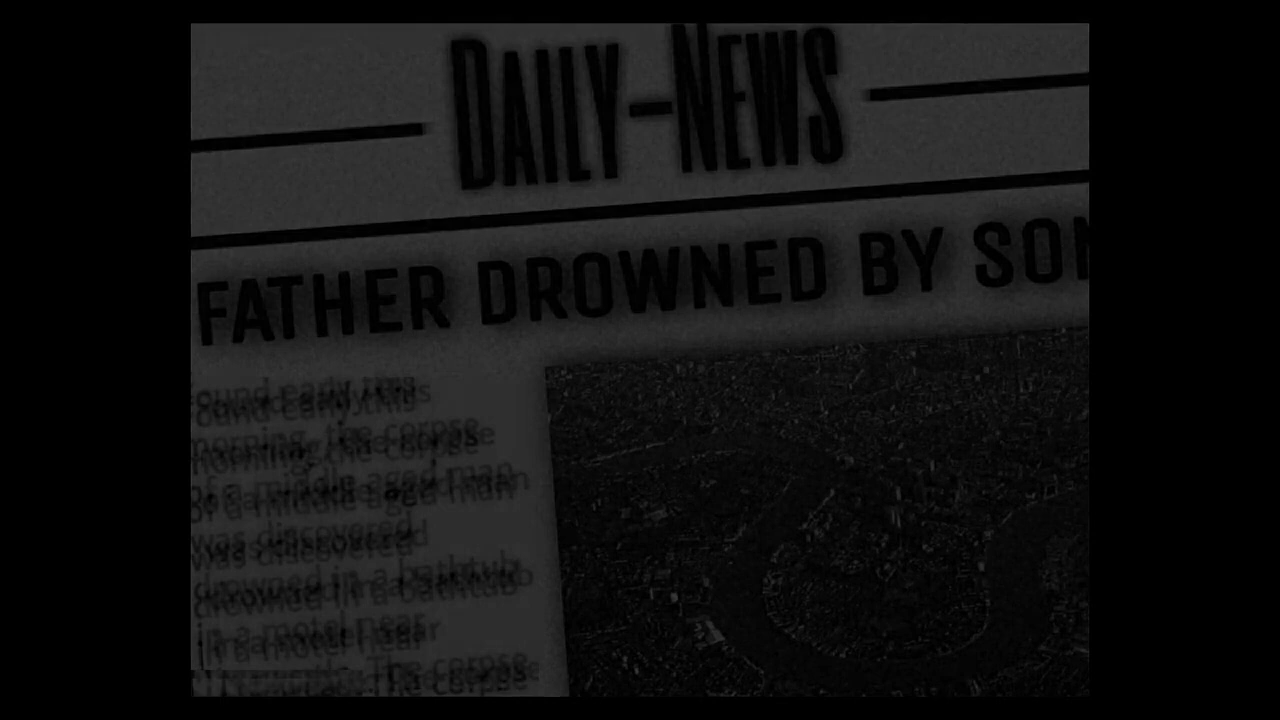 DAILY-NEWS
FATHER DROWNED BY SON
found early this
morning, the corpse
of a middle aged man
was discovered
drowned in a bathtub
in a motel near
The corpse